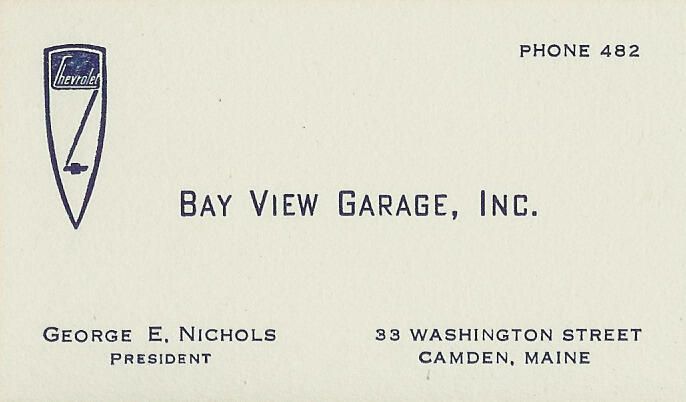 PHONE 482
Chevrolet
BAY VIEW GARAGE, INC.
GEORGE E. NICHOLS
PRESIDENT
33 WASHINGTON STREET
CAMDEN, MAINE